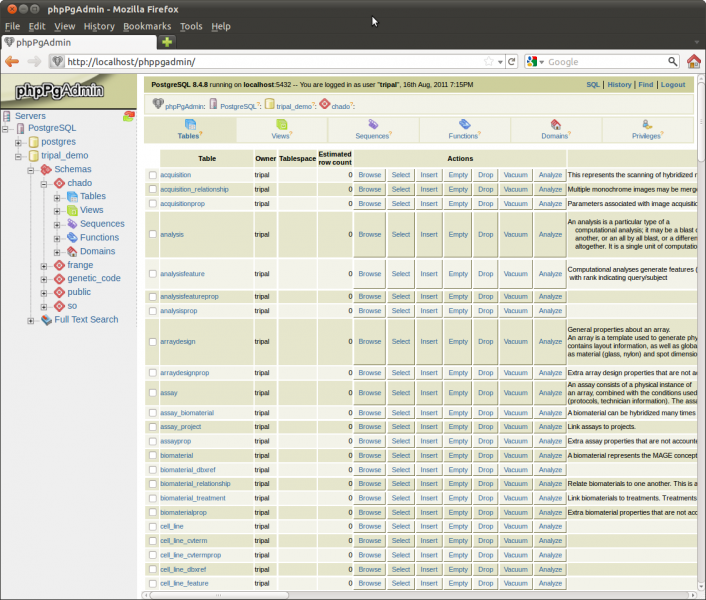 phpPgAdmin - Mozilla Firefox
File Edit View History Bookmarks Tools Help
phpPgAdmin
http://localhost/phppgadmin/
Google
phpPgAdmin
Servers
PostgreSQL
postgres
tripal_demo
Schemas
chado
Tables
Views
Sequences
Functions
Domains
frange
genetic_code
public
so
Full Text Search
PostgreSQL 8.4.8 running on localhost:5432 -- You are logged in as user "tripal", 16th Aug, 2011 7:15PM
SQL | History | Find | Logout
phpPgAdmin: PostgreSQL?: tripal_demo?: chado?:
Tables? Views? Sequences? Functions? Domains? Privileges?
Table Owner Tablespace Estimated row count Actions
acquisition tripal 0 Browse Select Insert Empty Drop Vacuum Analyze This represents the scanning of hybridized
acquisition_relationship tripal 0 Browse Select Insert Empty Drop Vacuum Analyze Multiple monochrome images may be
acquisitionprop tripal 0 Browse Select Insert Empty Drop Vacuum Analyze Parameters associated with image
analysis tripal 0 Browse Select Insert Empty Drop Vacuum Analyze An analysis is a particular type of a
computational analysis; it may be a blast
another, or an all by all blast, or a
altogether. It is a single unit of
analysisfeature tripal 0 Browse Select Insert Empty Drop Vacuum Analyze Computational analyses generate features
with rank indicating query/subject
analysisfeatureprop tripal 0 Browse Select Insert Empty Drop Vacuum Analyze
analysisprop tripal 0 Browse Select Insert Empty Drop Vacuum Analyze
arraydesign tripal 0 Browse Select Insert Empty Drop Vacuum Analyze General properties about an array.
An array is a template used to generate
contains layout information, as well as
as material (glass, nylon) and spot
arraydesignprop tripal 0 Browse Select Insert Empty Drop Vacuum Analyze Extra array design properties that are not
assay tripal 0 Browse Select Insert Empty Drop Vacuum Analyze An assay consists of a physical instance of
an array, combined with the conditions used
(protocols, technician information). The
assay_biomaterial tripal 0 Browse Select Insert Empty Drop Vacuum Analyze A biomaterial can be hybridized many times
assay_project tripal 0 Browse Select Insert Empty Drop Vacuum Analyze Link assays to projects.
assayprop tripal 0 Browse Select Insert Empty Drop Vacuum Analyze Extra assay properties that are not
biomaterial tripal 0 Browse Select Insert Empty Drop Vacuum Analyze A biomaterial represents the MAGE
biomaterial_dbxref tripal 0 Browse Select Insert Empty Drop Vacuum Analyze
biomaterial_relationship tripal 0 Browse Select Insert Empty Drop Vacuum Analyze Relate biomaterials to one another. This is a
biomaterial_treatment tripal 0 Browse Select Insert Empty Drop Vacuum Analyze Link biomaterials to treatments. Treatments
biomaterialprop tripal 0 Browse Select Insert Empty Drop Vacuum Analyze Extra biomaterial properties that are not
cell_line tripal 0 Browse Select Insert Empty Drop Vacuum Analyze
cell_line_cvterm tripal 0 Browse Select Insert Empty Drop Vacuum Analyze
cell_line_cvtermprop tripal 0 Browse Select Insert Empty Drop Vacuum Analyze
cell_line_dbxref tripal 0 Browse Select Insert Empty Drop Vacuum Analyze
cell_line_feature tripal 0 Browse Select Insert Empty Drop Vacuum Analyze